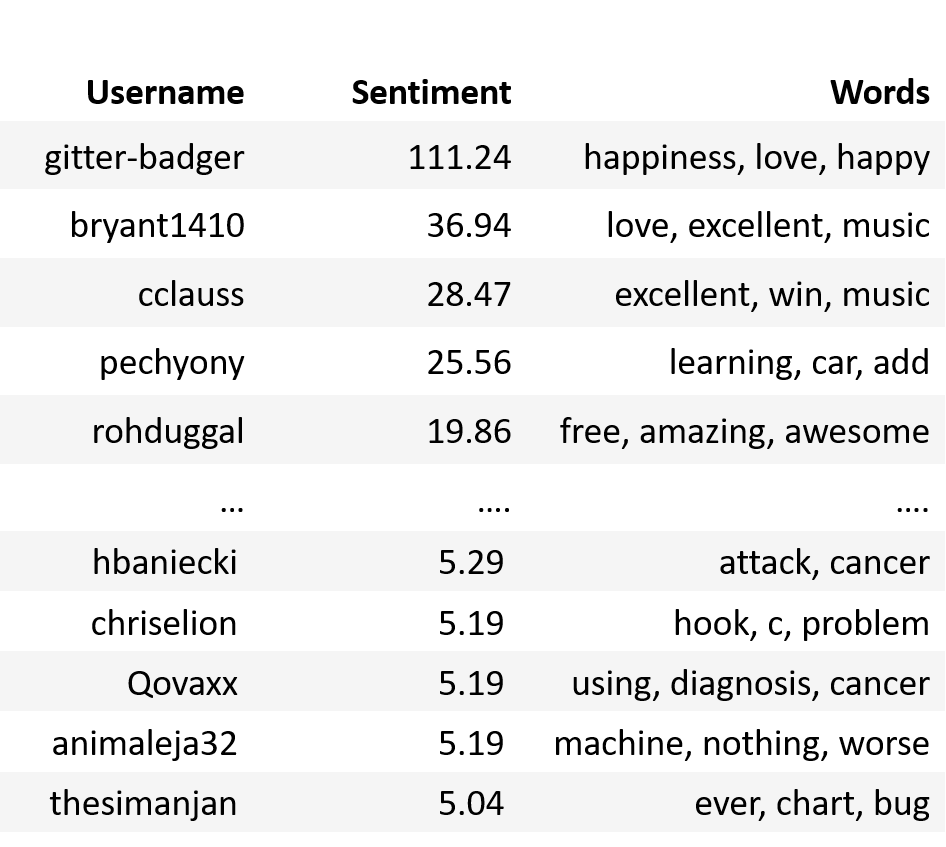 Username Sentiment Words
gitter-badger 111.24 happiness, love, happy
bryant1410 36.94 love, excellent, music
cclauss 28.47 excellent, win, music
pechyony 25.56 learning, car, add
rohduggal 19.86 free, amazing, awesome
... .... ....
hbaniecki 5.29 attack, cancer
chriselion 5.19 hook, c, problem
Qovaxx 5.19 using, diagnosis, cancer
animaleja32 5.19 machine, nothing, worse
thesimanjan 5.04 ever, chart, bug